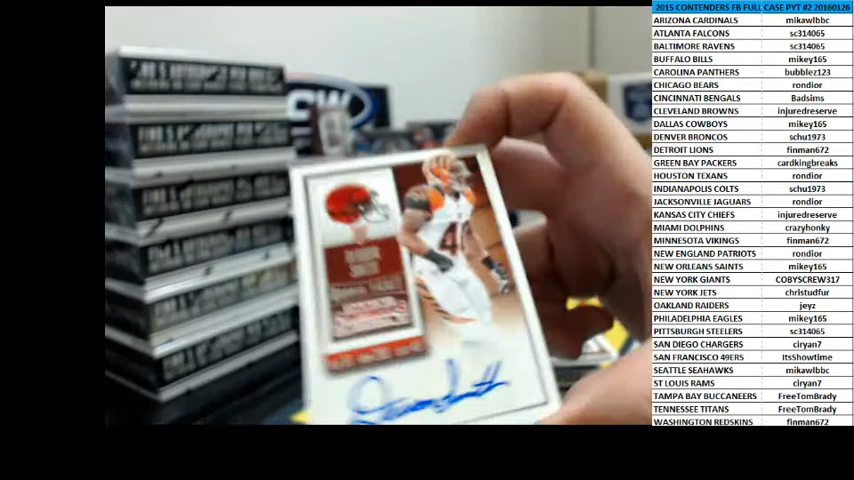 2015 CONTENDERS FB FULL CASE PYT #2 20160126
ARIZONA CARDINALS mikawlbbc
ATLANTA FALCONS sc314065
BALTIMORE RAVENS sc314065
BUFFALO BILLS mikey165
CAROLINA PANTHERS bubblez123
CHICAGO BEARS rondior
CINCINNATI BENGALS Badsims
CLEVELAND BROWNS injuredreserve
DALLAS COWBOYS mikey165
DENVER BRONCOS schu1973
DETROIT LIONS finman672
GREEN BAY PACKERS cardkingbreaks
HOUSTON TEXANS rondior
INDIANAPOLIS COLTS schu1973
JACKSONVILLE JAGUARS rondior
KANSAS CITY CHIEFS injuredreserve
MIAMI DOLPHINS crazyhonky
MINNESOTA VIKINGS finman672
NEW ENGLAND PATRIOTS rondior
NEW ORLEANS SAINTS mikey165
NEW YORK GIANTS COBYSCREW317
NEW YORK JETS christudfur
OAKLAND RAIDERS jeyz
PHILADELPHIA EAGLES mikey165
PITTSBURGH STEELERS sc314065
SAN DIEGO CHARGERS ciryan7
SAN FRANCISCO 49ERS ItsShowtime
SEATTLE SEAHAWKS mikawlbbc
ST LOUIS RAMS ciryan7
TAMPA BAY BUCCANEERS FreeTomBrady
TENNESSEE TITANS FreeTomBrady
WASHINGTON REDSKINS finman672